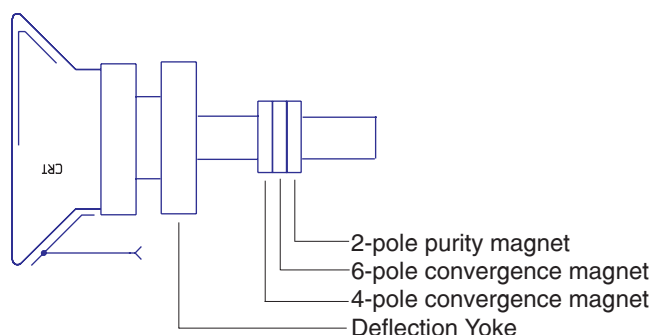 CRT
2-pole purity magnet
6-pole convergence magnet
4-pole convergence magnet
Deflection Yoke